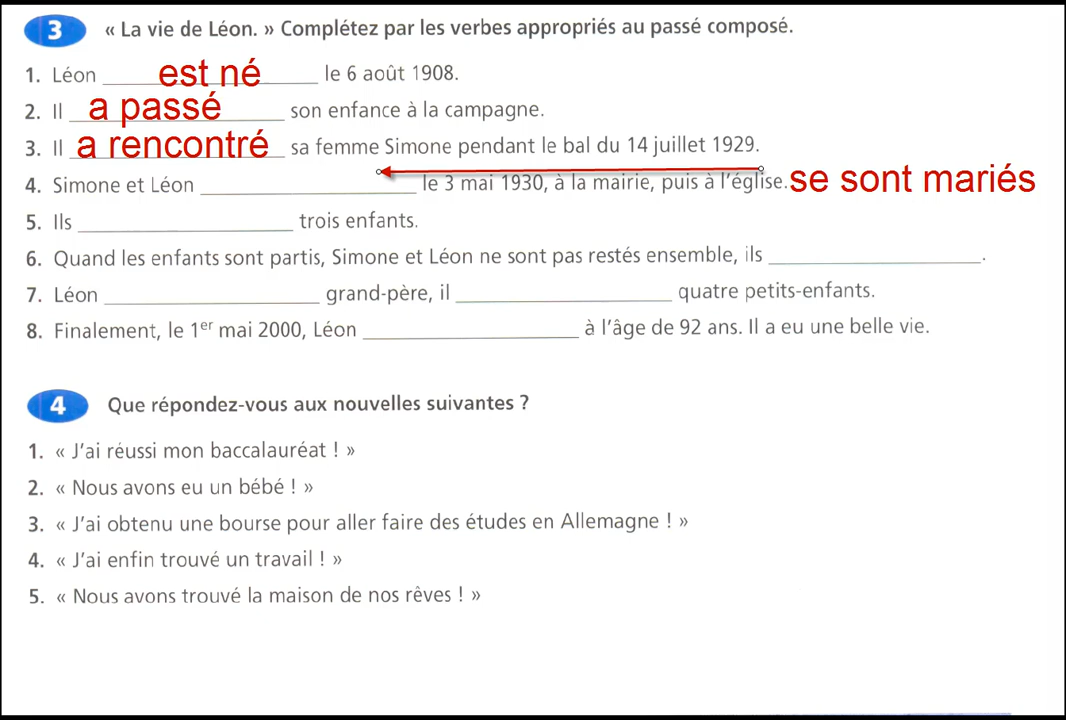 3 « La vie de Léon. » Complétez par les verbes appropriés au passé composé.
1. Léon est né le 6 août 1908.
2. Il a passé son enfance à la campagne.
3. Il a rencontré sa femme Simone pendant le bal du 14 juillet 1929.
4. Simone et Léon ____________ le 3 mai 1930, à la mairie, puis à l'église. se sont mariés
5. Ils ____________ trois enfants.
6. Quand les enfants sont partis, Simone et Léon ne sont pas restés ensemble, ils ____________.
7. Léon ____________ grand-père, il ____________ quatre petits-enfants.
8. Finalement, le 1er mai 2000, Léon ____________ à l'âge de 92 ans. Il a eu une belle vie.
4 Que répondez-vous aux nouvelles suivantes ?
1. « J'ai réussi mon baccalauréat ! »
2. « Nous avons eu un bébé ! »
3. « J'ai obtenu une bourse pour aller faire des études en Allemagne ! »
4. « J'ai enfin trouvé un travail ! »
5. « Nous avons trouvé la maison de nos rêves ! »